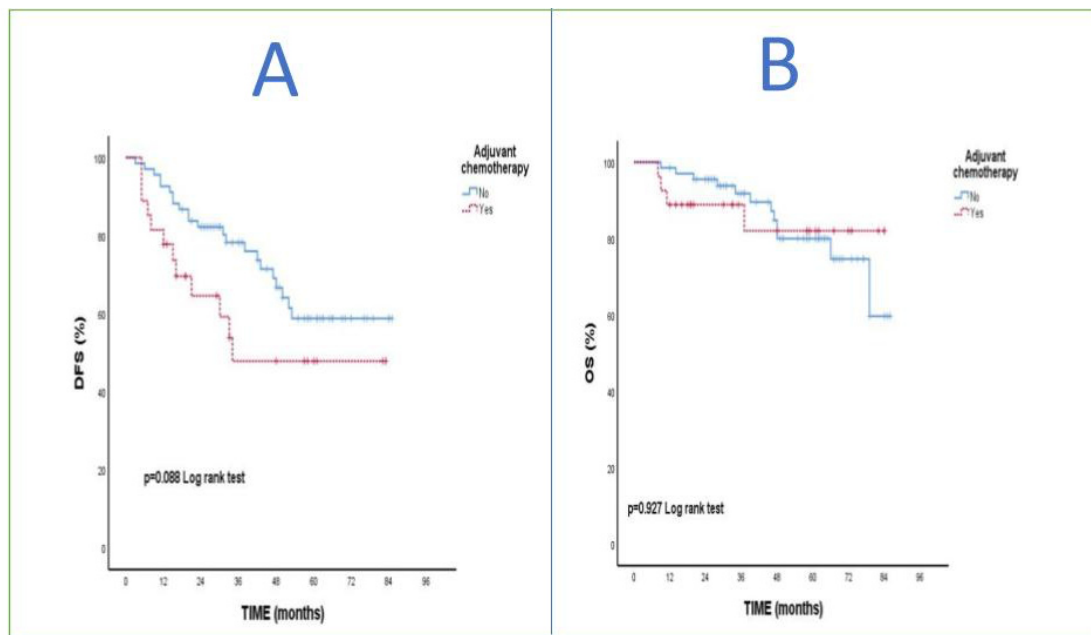 A
Adjuvant
chemotherapy
No
Yes
100
80
60
40
20
0
DFS (%)
p=0.088 Log rank test
0 12 24 36 48 60 72 84 96
TIME (months)
B
Adjuvant
chemotherapy
No
Yes
100
80
60
40
20
0
OS (%)
p=0.927 Log rank test
0 12 24 36 48 60 72 84 96
TIME (months)